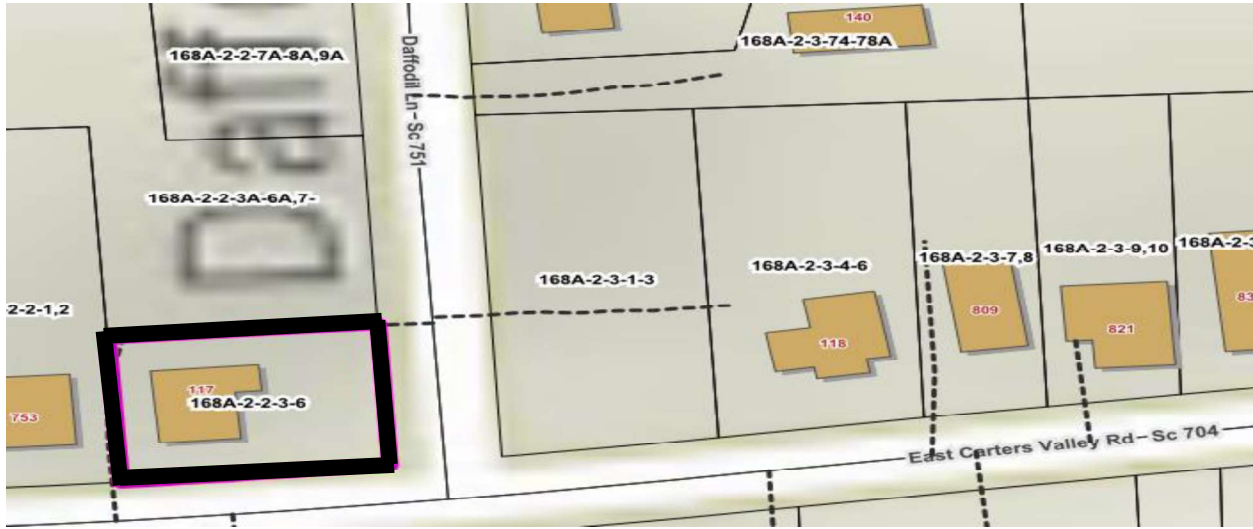 140
168A-2-3-74-78A
168A-2-2-7A-8A,9A
Daffodil Ln - Sc 751
Daff
168A-2-2-3A-6A,7-
168A-2-3-1-3
168A-2-3-4-6
168A-2-3-7,8
168A-2-3-9,10
168A-2-3
2-2-1,2
809
821
83
118
117
168A-2-2-3-6
753
East Carters Valley Rd - Sc 704